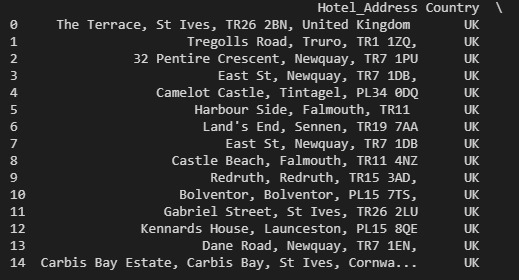 Hotel_Address Country \
0 The Terrace, St Ives, TR26 2BN, United Kingdom UK
1 Tregolls Road, Truro, TR1 1ZQ, UK
2 32 Pentire Crescent, Newquay, TR7 1PU UK
3 East St, Newquay, TR7 1DB, UK
4 Camelot Castle, Tintagel, PL34 0DQ UK
5 Harbour Side, Falmouth, TR11 UK
6 Land's End, Sennen, TR19 7AA UK
7 East St, Newquay, TR7 1DB UK
8 Castle Beach, Falmouth, TR11 4NZ UK
9 Redruth, Redruth, TR15 3AD, UK
10 Bolventor, Bolventor, PL15 7TS, UK
11 Gabriel Street, St Ives, TR26 2LU UK
12 Kennards House, Launceston, PL15 8QE UK
13 Dane Road, Newquay, TR7 1EN, UK
14 Carbis Bay Estate, Carbis Bay, St Ives, Cornwa... UK